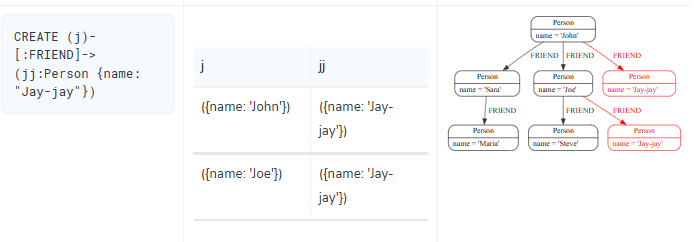 CREATE (j)-
[:FRIEND]->
(jj:Person {name:
"Jay-jay"})
j jj
({name: 'John'}) ({name: 'Jay-
jay'})
({name: 'Joe'}) ({name: 'Jay-
jay'})
Person
name = 'John'
FRIEND FRIEND FRIEND
Person Person Person
name = 'Sara' name = 'Joe' name = 'Jay-jay'
FRIEND FRIEND FRIEND
Person Person Person
name = 'Maria' name = 'Steve' name = 'Jay-jay'